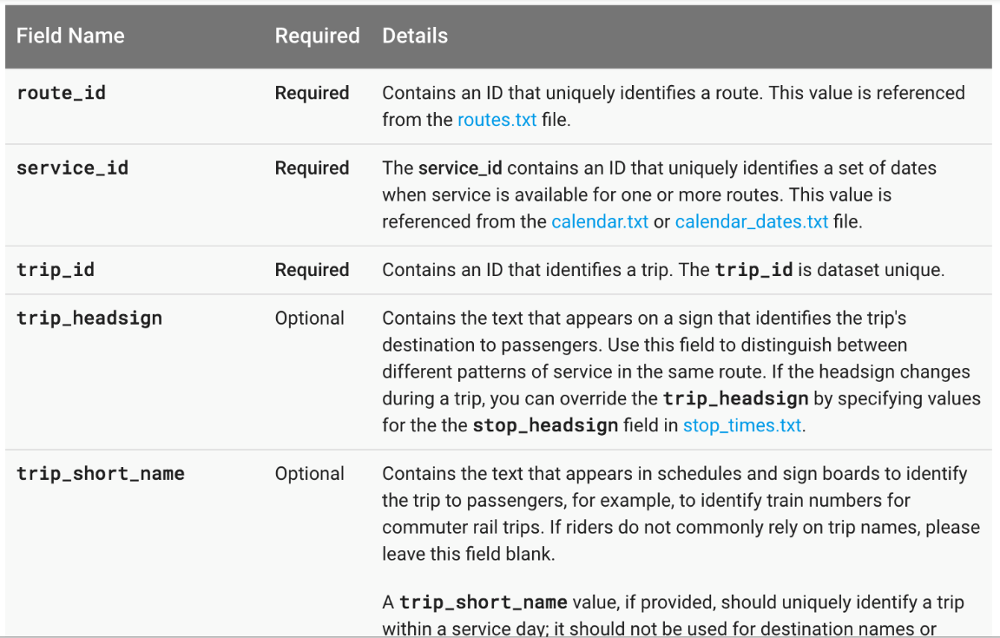 Field Name Required Details
route_id Required Contains an ID that uniquely identifies a route. This value is referenced
from the routes.txt file.
service_id Required The service_id contains an ID that uniquely identifies a set of dates
when service is available for one or more routes. This value is
referenced from the calendar.txt or calendar_dates.txt file.
trip_id Required Contains an ID that identifies a trip. The trip_id is dataset unique.
trip_headsign Optional Contains the text that appears on a sign that identifies the trip's
destination to passengers. Use this field to distinguish between
different patterns of service in the same route. If the headsign changes
during a trip, you can override the trip_headsign by specifying values
for the the stop_headsign field in stop_times.txt.
trip_short_name Optional Contains the text that appears in schedules and sign boards to identify
the trip to passengers, for example, to identify train numbers for
commuter rail trips. If riders do not commonly rely on trip names, please
leave this field blank.
A trip_short_name value, if provided, should uniquely identify a trip
within a service day; it should not be used for destination names or